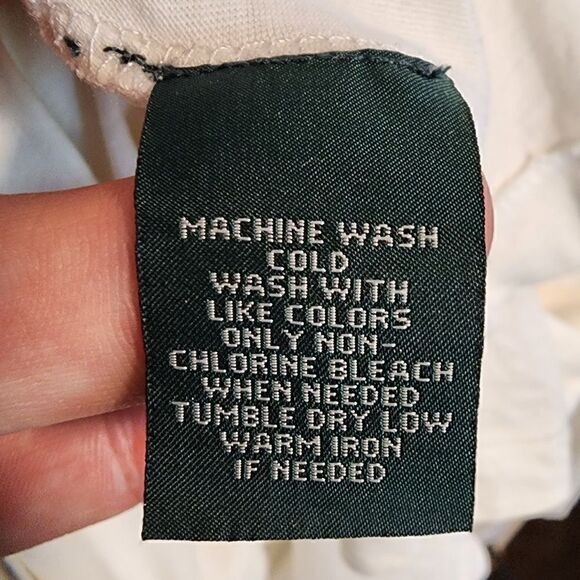 MACHINE WASH
COLD
WASH WITH
LIKE COLORS
ONLY NON-
CHLORINE BLEACH
WHEN NEEDED
TUMBLE DRY LOW
WARM IRON
IF NEEDED